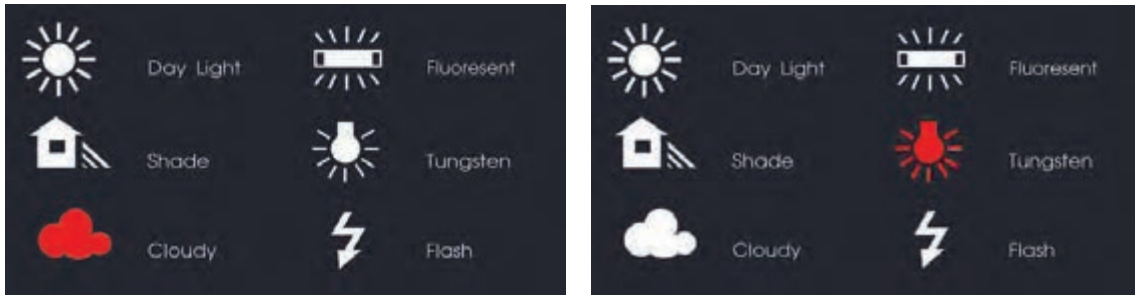 Day Light
Fluoresent
Shade
Tungsten
Cloudy
Flash
Day Light
Fluoresent
Shade
Tungsten
Cloudy
Flash